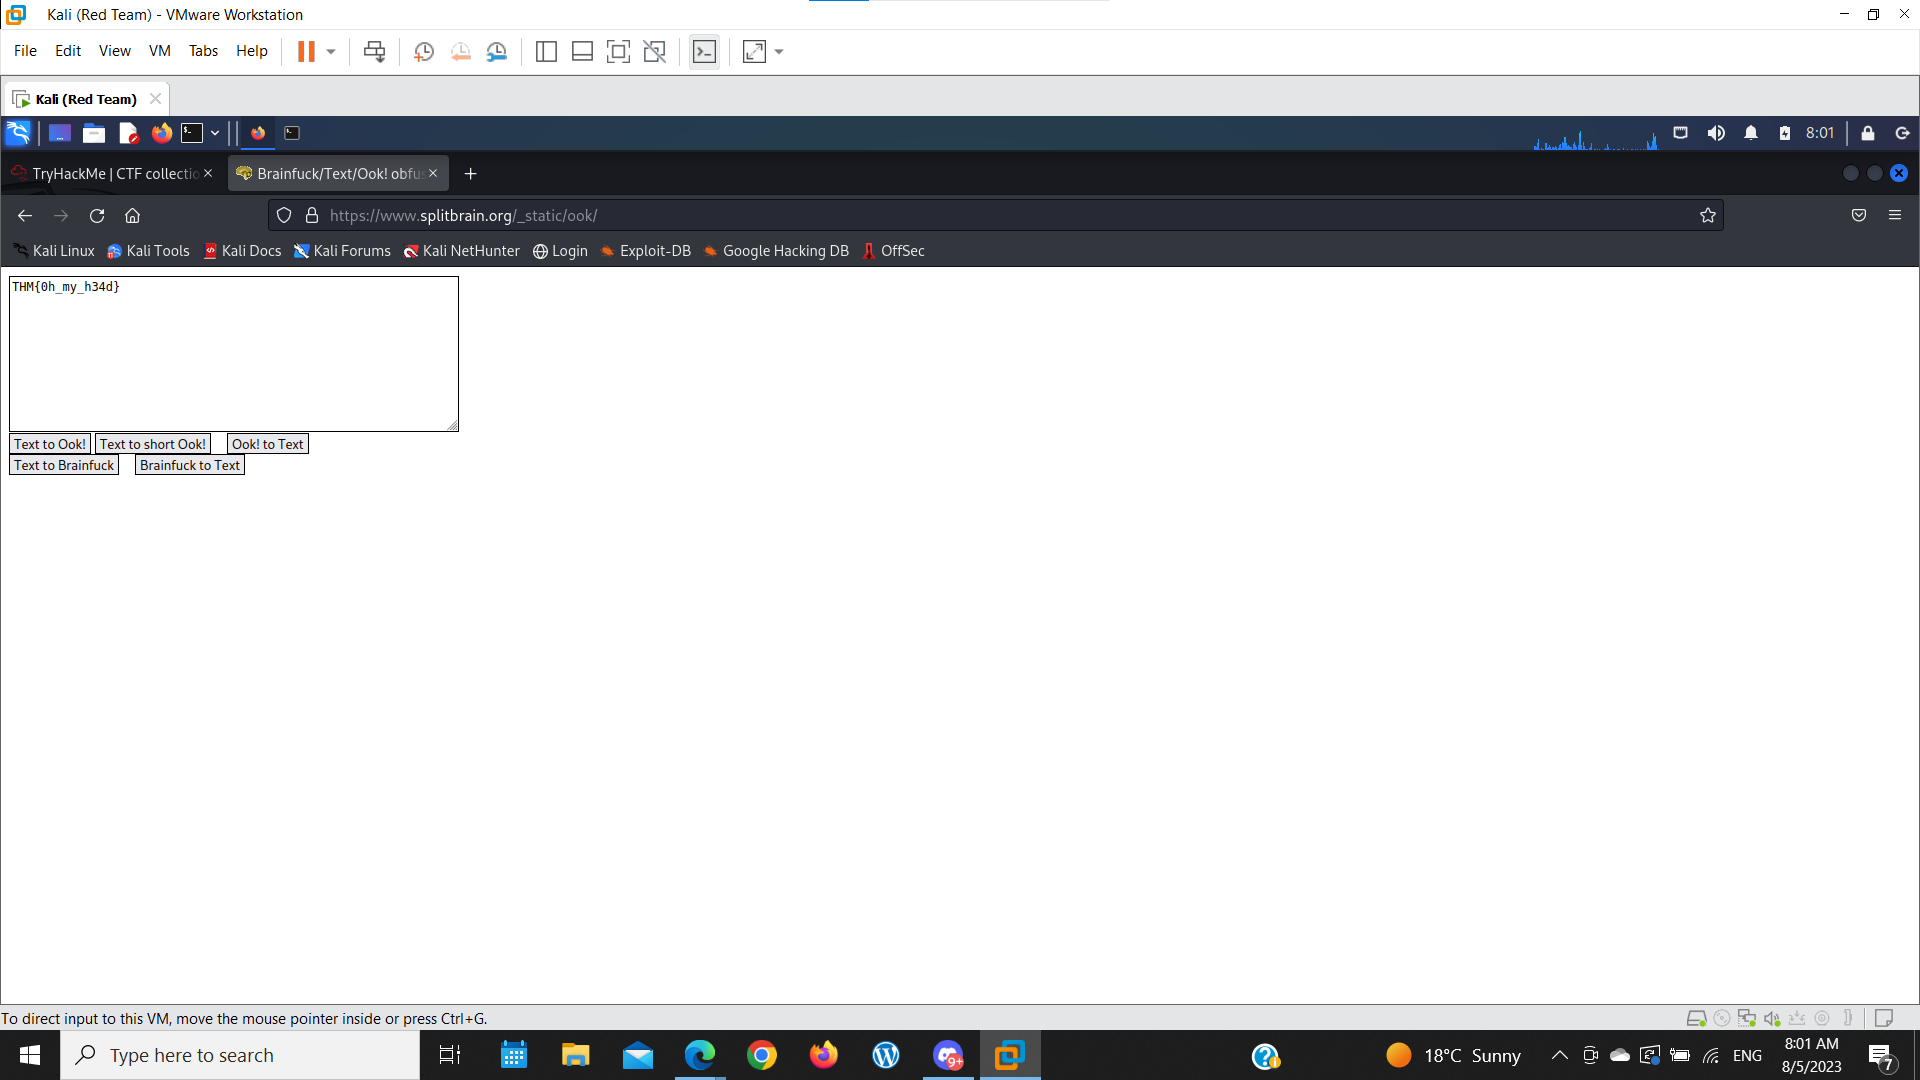 Kali (Red Team) - VMware Workstation
File Edit View VM Tabs Help
Kali (Red Team)
8:01
TryHackMe | CTF collectio
Brainfuck/Text/Ook! obfus
https://www.splitbrain.org/_static/ook/
Kali Linux Kali Tools Kali Docs Kali Forums Kali NetHunter Login Exploit-DB Google Hacking DB OffSec
THM{0h_my_h34d}
Text to Ook! Text to short Ook! Ook! to Text
Text to Brainfuck Brainfuck to Text
To direct input to this VM, move the mouse pointer inside or press Ctrl+G.
Type here to search
9+
18°C Sunny
ENG
8:01 AM
8/5/2023
7